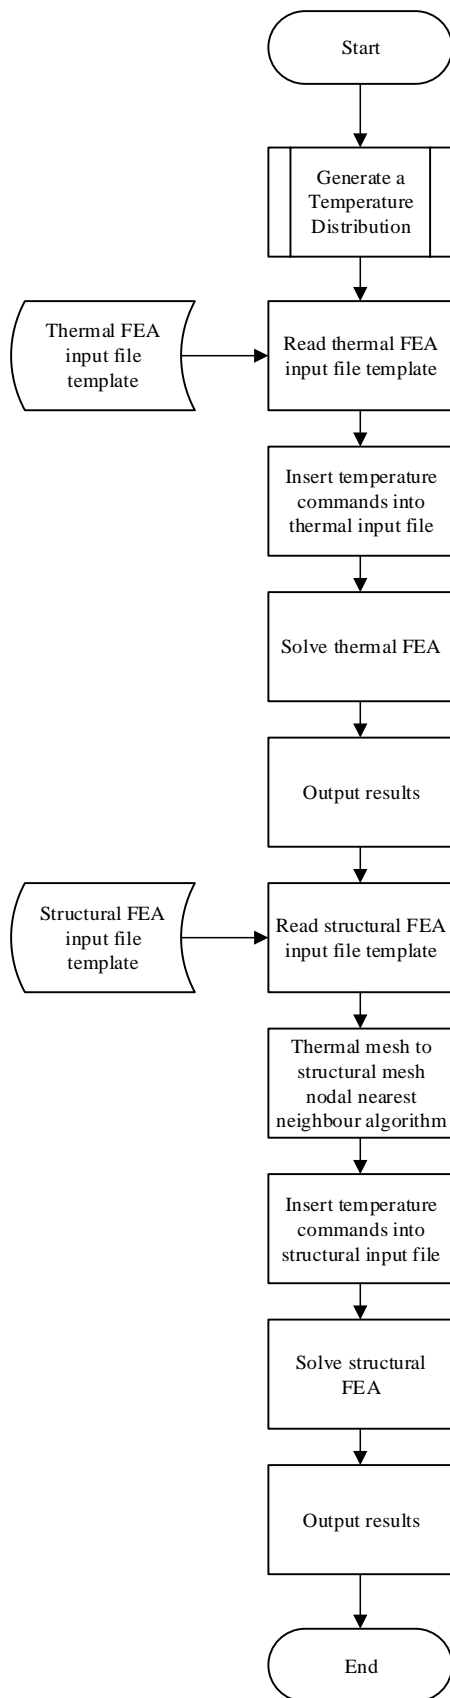 Start
Generate a
Temperature
Distribution
Thermal FEA
input file
template
Read thermal FEA
input file template
Insert temperature
commands into
thermal input file
Solve thermal FEA
Output results
Structural FEA
input file
template
Read structural FEA
input file template
Thermal mesh to
structural mesh
nodal nearest
neighbour algorithm
Insert temperature
commands into
structural input file
Solve structural
FEA
Output results
End